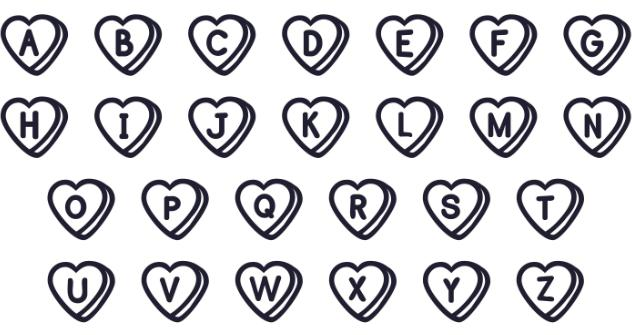 A B C D E F G
H I J K L M N
O P Q R S T
U V W X Y Z